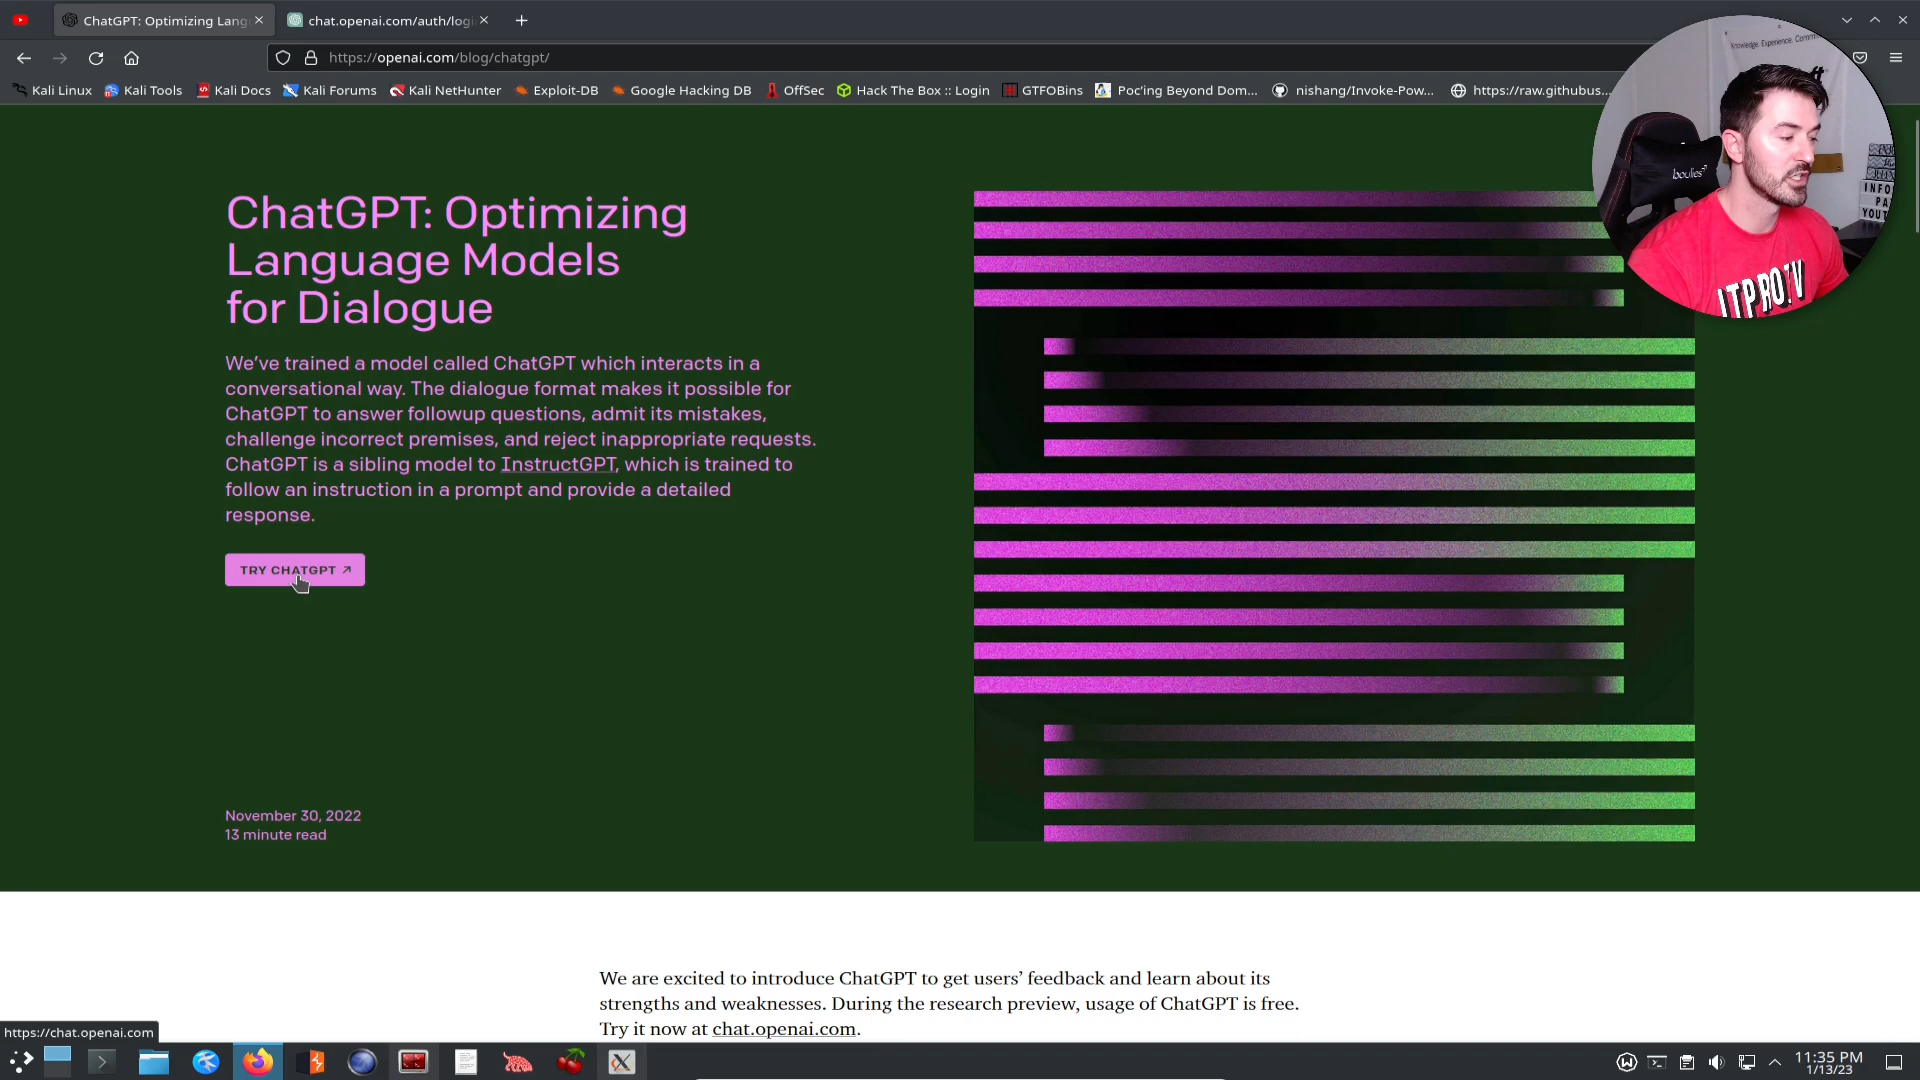 ChatGPT: Optimizing Lang
chat.openai.com/auth/logi
https://openai.com/blog/chatgpt/
Kali Linux
Kali Tools
Kali Docs
Kali Forums
Kali NetHunter
Exploit-DB
Google Hacking DB
OffSec
Hack The Box :: Login
GTFOBins
Poc'ing Beyond Dom...
nishang/Invoke-Pow...
https://raw.githubus...
Knowledge. Experience.
boulies
INFO
PA
YOUT
ITPRO.TV
ChatGPT: Optimizing
Language Models
for Dialogue
We've trained a model called ChatGPT which interacts in a
conversational way. The dialogue format makes it possible for
ChatGPT to answer followup questions, admit its mistakes,
challenge incorrect premises, and reject inappropriate requests.
ChatGPT is a sibling model to InstructGPT, which is trained to
follow an instruction in a prompt and provide a detailed
response.
TRY CHATGPT ↗
November 30, 2022
13 minute read
We are excited to introduce ChatGPT to get users' feedback and learn about its
strengths and weaknesses. During the research preview, usage of ChatGPT is free.
Try it now at chat.openai.com.
https://chat.openai.com
11:35 PM
1/13/23